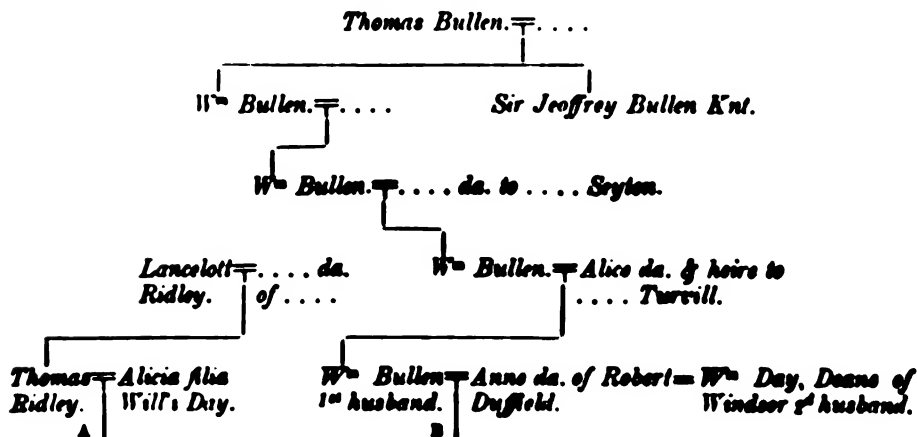 Thomas Bullen. . . . .
Wᵐ Bullen. . . . . Sir Jeoffrey Bullen Knt.
Wᵐ Bullen. . . . . da. to . . . . Seyton.
Lancelott . . . . da. Wᵐ Bullen. Alice da. & heire to
Ridley. of . . . . . . . . Turvill.
Thomas Alicia filia Wᵐ Bullen Anne da. of Robert Wᵐ Day, Deane of
Ridley. Will'i Day. 1ˢᵗ husband. Duffield. Windsor 2ᵈ husband.
A B